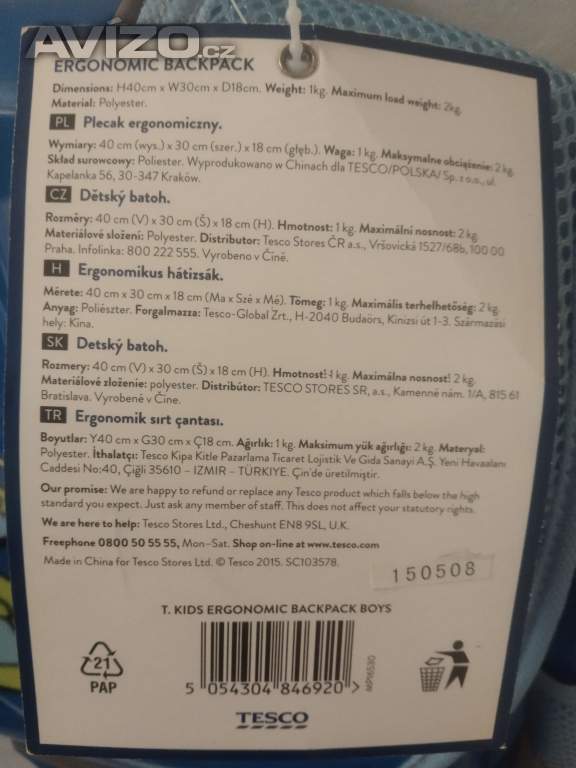 AVÍZO.cz
ERGONOMIC BACKPACK
Dimensions: H40cm x W30cm x D18cm. Weight: 1kg. Maximum load weight: 2kg.
Material: Polyester.
PL Plecak ergonomiczny.
Wymiary: 40 cm (wys.) x 30 cm (szer.) x 18 cm (głęb.). Waga: 1 kg. Maksymalne obciążenie: 2 kg.
Skład surowcowy: Poliester. Wyprodukowano w Chinach dla TESCO/POLSKA/ Sp. z o.o., ul.
Kapelanka 56, 30-347 Kraków.
CZ Dětský batoh.
Rozměry: 40 cm (V) x 30 cm (Š) x 18 cm (H). Hmotnost: 1 kg. Maximální nosnost: 2 kg.
Materiálové složení: Polyester. Distributor: Tesco Stores ČR a.s., Vršovická 1527/68b, 100 00
Praha. Infolinka: 800 222 555. Vyrobeno v Číně.
H Ergonomikus hátizsák.
Mérete: 40 cm x 30 cm x 18 cm (Ma x Szé x Mé). Tömeg: 1 kg. Maximális terhelhetőség: 2 kg.
Anyag: Poliészter. Forgalmazza: Tesco-Global Zrt., H-2040 Budaörs, Kinizsi út 1-3. Származási
hely: Kína.
SK Detský batoh.
Rozmery: 40 cm (V) x 30 cm (Š) x 18 cm (H). Hmotnosť: 1 kg. Maximálna nosnosť: 2 kg.
Materiálové zloženie: polyester. Distribútor: TESCO STORES SR, a.s., Kamenné nám. 1/A, 815 61
Bratislava. Vyrobené v Číne.
TR Ergonomik sırt çantası.
Boyutlar: Y40 cm x G30 cm x Ç18 cm. Ağırlık: 1 kg. Maksimum yük ağırlığı: 2 kg. Materyal:
Polyester. İthalatçı: Tesco Kipa Kitle Pazarlama Ticaret Lojistik Ve Gıda Sanayi A.Ş. Yeni Havaalanı
Caddesi No:40, Çiğli 35610 – IZMIR – TÜRKIYE. Çin'de üretilmiştir.
Our promise: We are happy to refund or replace any Tesco product which falls below the high
standard you expect. Just ask any member of staff. This does not affect your statutory rights.
We are here to help: Tesco Stores Ltd., Cheshunt EN8 9SL, U.K.
Freephone 0800 50 55 55, Mon-Sat. Shop on-line at www.tesco.com.
Made in China for Tesco Stores Ltd. © Tesco 2015. SC103578.
150508
T. KIDS ERGONOMIC BACKPACK BOYS
21
PAP
5 054304 846920 >
TESCO